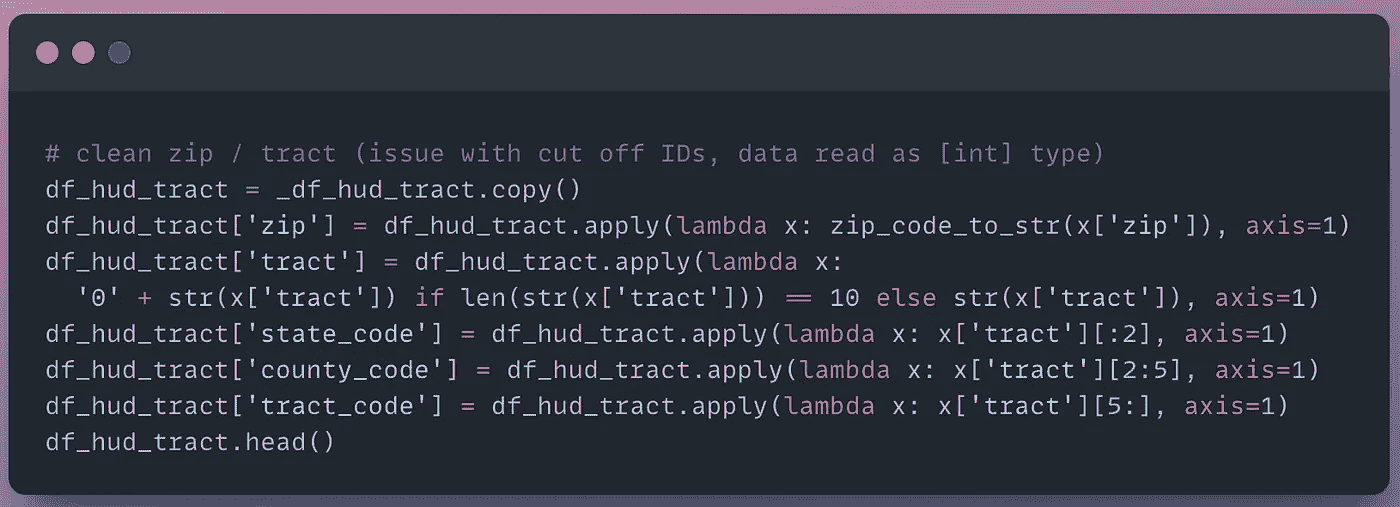 # clean zip / tract (issue with cut off IDs, data read as [int] type)
df_hud_tract = _df_hud_tract.copy()
df_hud_tract['zip'] = df_hud_tract.apply(lambda x: zip_code_to_str(x['zip']), axis=1)
df_hud_tract['tract'] = df_hud_tract.apply(lambda x:
  '0' + str(x['tract']) if len(str(x['tract'])) == 10 else str(x['tract']), axis=1)
df_hud_tract['state_code'] = df_hud_tract.apply(lambda x: x['tract'][:2], axis=1)
df_hud_tract['county_code'] = df_hud_tract.apply(lambda x: x['tract'][2:5], axis=1)
df_hud_tract['tract_code'] = df_hud_tract.apply(lambda x: x['tract'][5:], axis=1)
df_hud_tract.head()